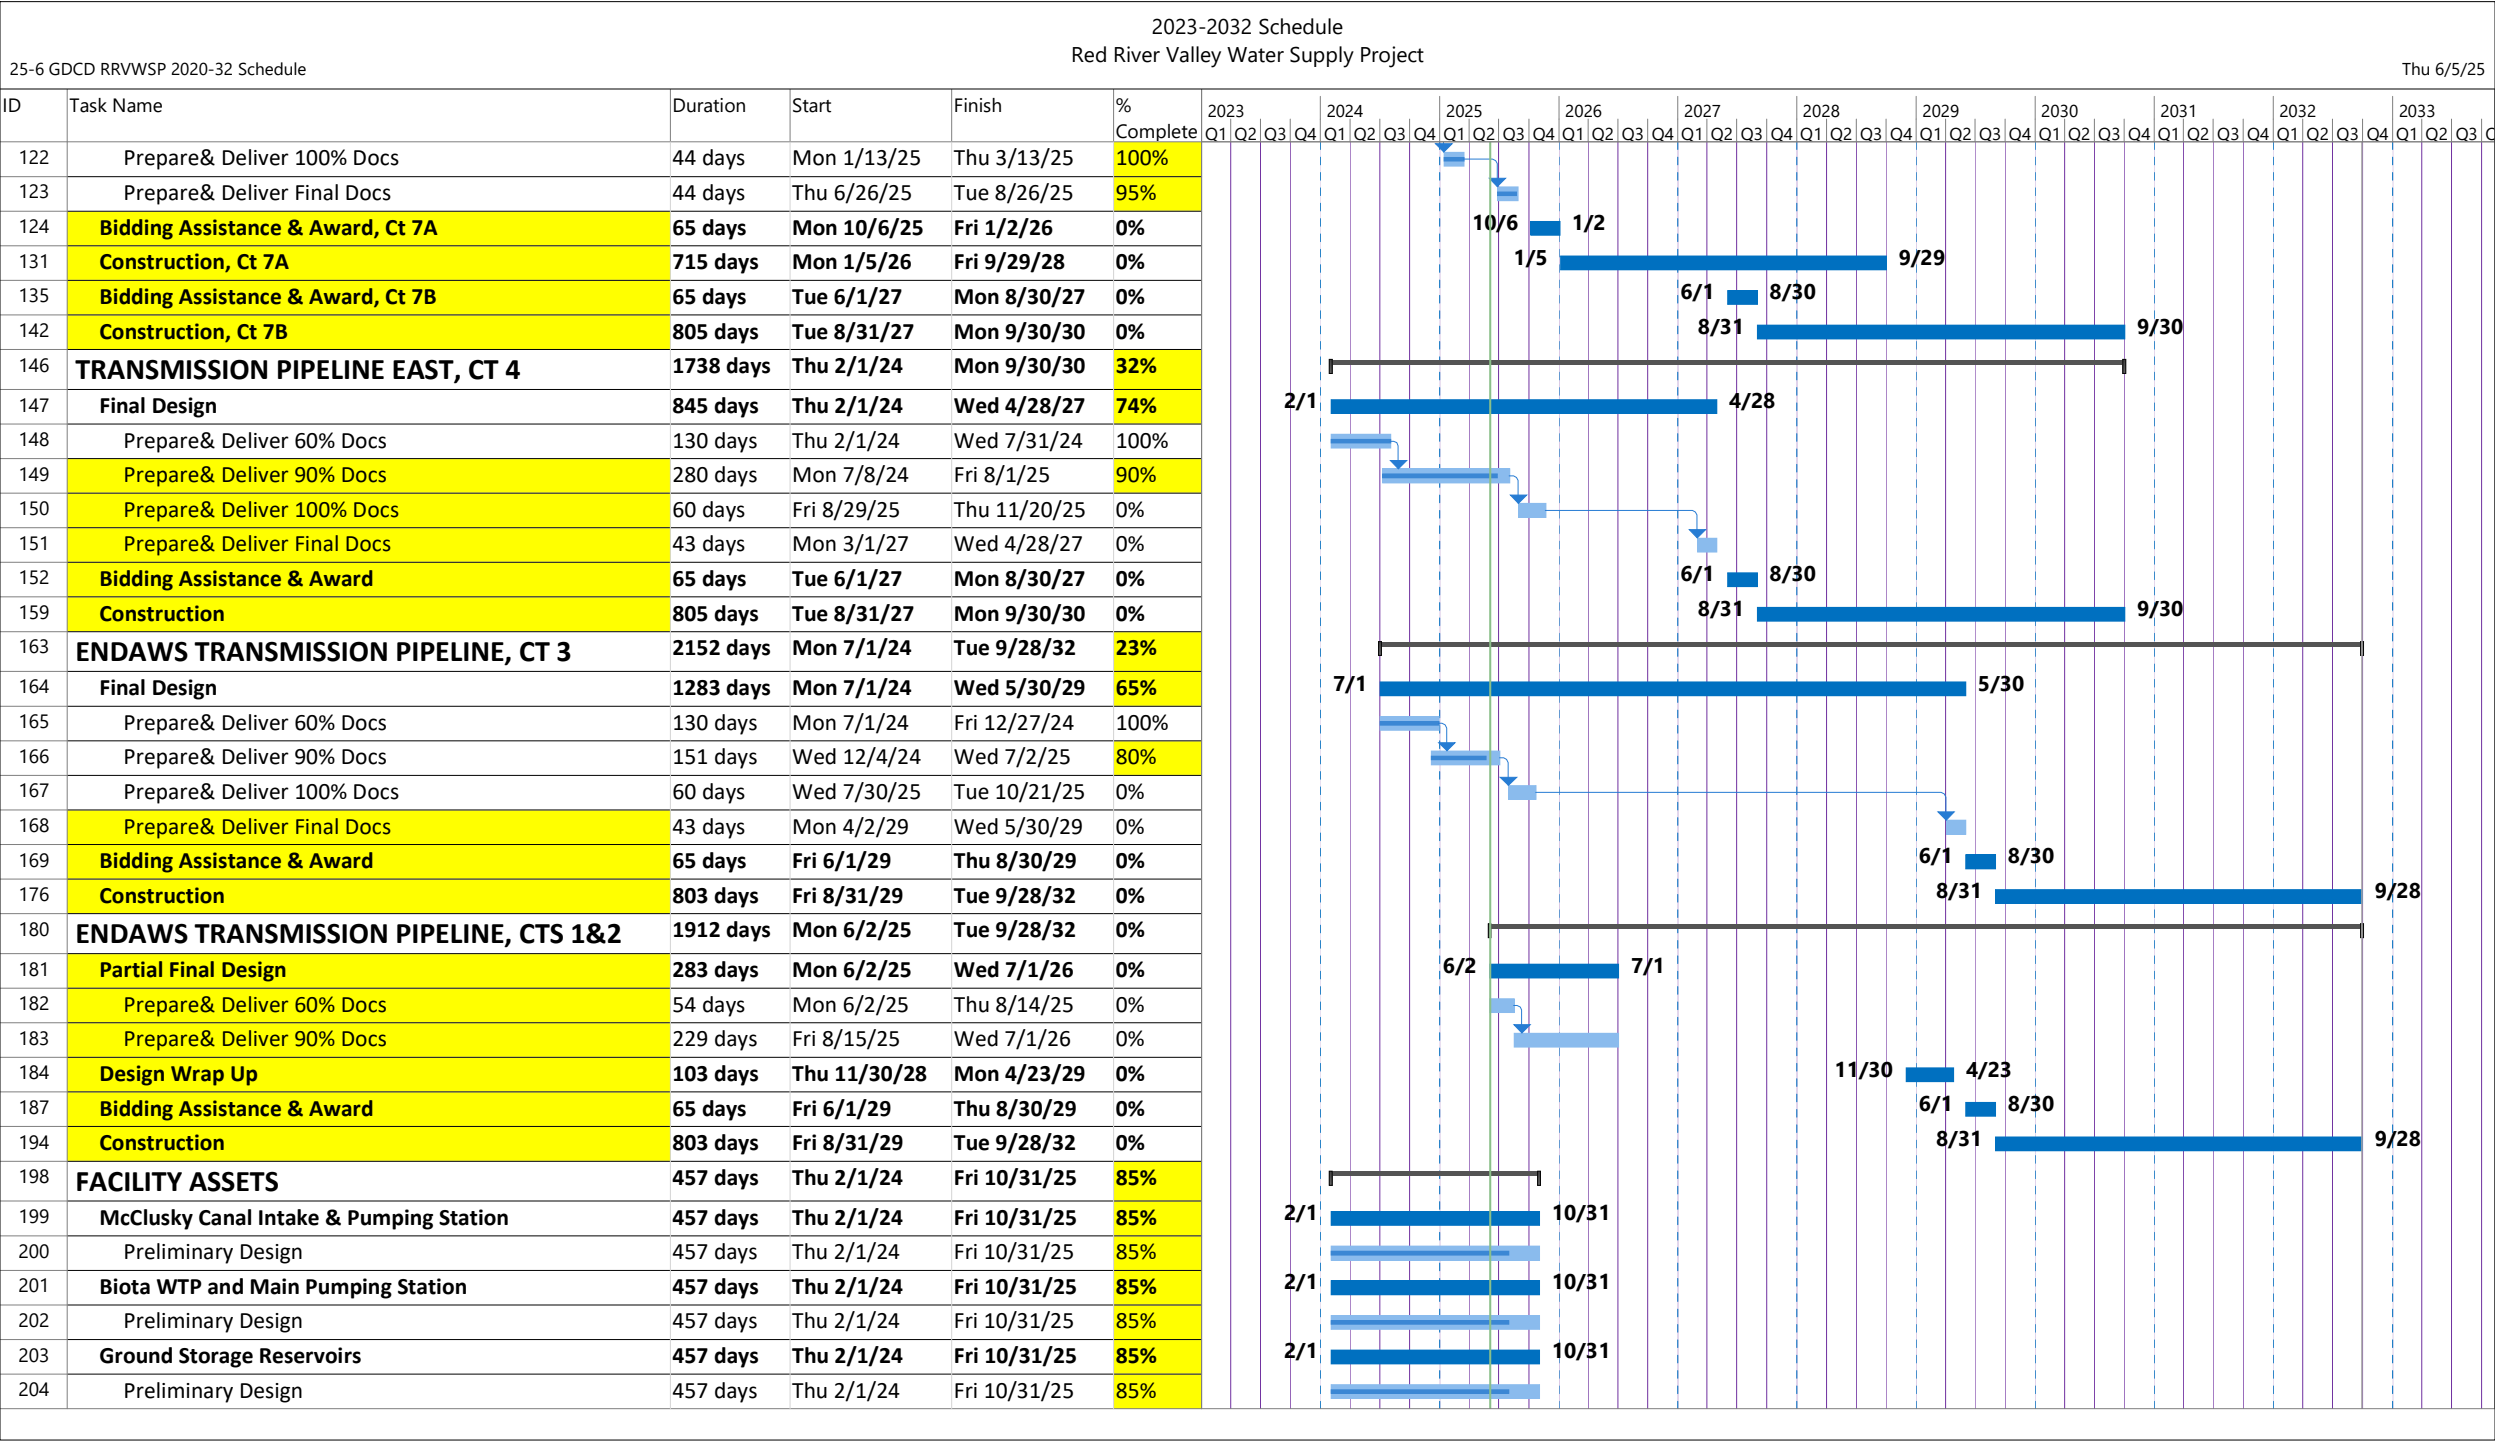 2023-2032 Schedule
Red River Valley Water Supply Project
25-6 GDCD RRVWSP 2020-32 Schedule
Thu 6/5/25
ID Task Name Duration Start Finish % Complete 2023 2024 2025 2026 2027 2028 2029 2030 2031 2032 2033
Q1 Q2 Q3 Q4 Q1 Q2 Q3 Q4 Q1 Q2 Q3 Q4 Q1 Q2 Q3 Q4 Q1 Q2 Q3 Q4 Q1 Q2 Q3 Q4 Q1 Q2 Q3 Q4 Q1 Q2 Q3 Q4 Q1 Q2 Q3 Q4 Q1 Q2 Q3 Q4 Q1 Q2 Q3
122 Prepare& Deliver 100% Docs 44 days Mon 1/13/25 Thu 3/13/25 100%
123 Prepare& Deliver Final Docs 44 days Thu 6/26/25 Tue 8/26/25 95%
124 Bidding Assistance & Award, Ct 7A 65 days Mon 10/6/25 Fri 1/2/26 0% 10/6 1/2
131 Construction, Ct 7A 715 days Mon 1/5/26 Fri 9/29/28 0% 1/5 9/29
135 Bidding Assistance & Award, Ct 7B 65 days Tue 6/1/27 Mon 8/30/27 0% 6/1 8/30
142 Construction, Ct 7B 805 days Tue 8/31/27 Mon 9/30/30 0% 8/31 9/30
146 TRANSMISSION PIPELINE EAST, CT 4 1738 days Thu 2/1/24 Mon 9/30/30 32%
147 Final Design 845 days Thu 2/1/24 Wed 4/28/27 74% 2/1 4/28
148 Prepare& Deliver 60% Docs 130 days Thu 2/1/24 Wed 7/31/24 100%
149 Prepare& Deliver 90% Docs 280 days Mon 7/8/24 Fri 8/1/25 90%
150 Prepare& Deliver 100% Docs 60 days Fri 8/29/25 Thu 11/20/25 0%
151 Prepare& Deliver Final Docs 43 days Mon 3/1/27 Wed 4/28/27 0%
152 Bidding Assistance & Award 65 days Tue 6/1/27 Mon 8/30/27 0% 6/1 8/30
159 Construction 805 days Tue 8/31/27 Mon 9/30/30 0% 8/31 9/30
163 ENDAWS TRANSMISSION PIPELINE, CT 3 2152 days Mon 7/1/24 Tue 9/28/32 23%
164 Final Design 1283 days Mon 7/1/24 Wed 5/30/29 65% 7/1 5/30
165 Prepare& Deliver 60% Docs 130 days Mon 7/1/24 Fri 12/27/24 100%
166 Prepare& Deliver 90% Docs 151 days Wed 12/4/24 Wed 7/2/25 80%
167 Prepare& Deliver 100% Docs 60 days Wed 7/30/25 Tue 10/21/25 0%
168 Prepare& Deliver Final Docs 43 days Mon 4/2/29 Wed 5/30/29 0%
169 Bidding Assistance & Award 65 days Fri 6/1/29 Thu 8/30/29 0% 6/1 8/30
176 Construction 803 days Fri 8/31/29 Tue 9/28/32 0% 8/31 9/28
180 ENDAWS TRANSMISSION PIPELINE, CTS 1&2 1912 days Mon 6/2/25 Tue 9/28/32 0%
181 Partial Final Design 283 days Mon 6/2/25 Wed 7/1/26 0% 6/2 7/1
182 Prepare& Deliver 60% Docs 54 days Mon 6/2/25 Thu 8/14/25 0%
183 Prepare& Deliver 90% Docs 229 days Fri 8/15/25 Wed 7/1/26 0%
184 Design Wrap Up 103 days Thu 11/30/28 Mon 4/23/29 0% 11/30 4/23
187 Bidding Assistance & Award 65 days Fri 6/1/29 Thu 8/30/29 0% 6/1 8/30
194 Construction 803 days Fri 8/31/29 Tue 9/28/32 0% 8/31 9/28
198 FACILITY ASSETS 457 days Thu 2/1/24 Fri 10/31/25 85%
199 McClusky Canal Intake & Pumping Station 457 days Thu 2/1/24 Fri 10/31/25 85% 2/1 10/31
200 Preliminary Design 457 days Thu 2/1/24 Fri 10/31/25 85%
201 Biota WTP and Main Pumping Station 457 days Thu 2/1/24 Fri 10/31/25 85% 2/1 10/31
202 Preliminary Design 457 days Thu 2/1/24 Fri 10/31/25 85%
203 Ground Storage Reservoirs 457 days Thu 2/1/24 Fri 10/31/25 85% 2/1 10/31
204 Preliminary Design 457 days Thu 2/1/24 Fri 10/31/25 85%